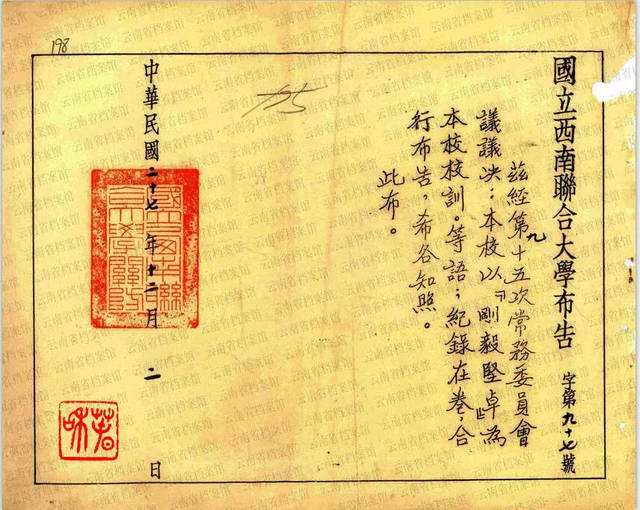 國立西南聯合大學布告 字第九十七號
茲經第九十五次常務委員會
議議决：本校以『剛毅堅卓』為
本校校訓。等語；紀錄在卷，合
行布告，希各知照。
此布。
中華民國二十七年十二月二日
198
云南省档案馆